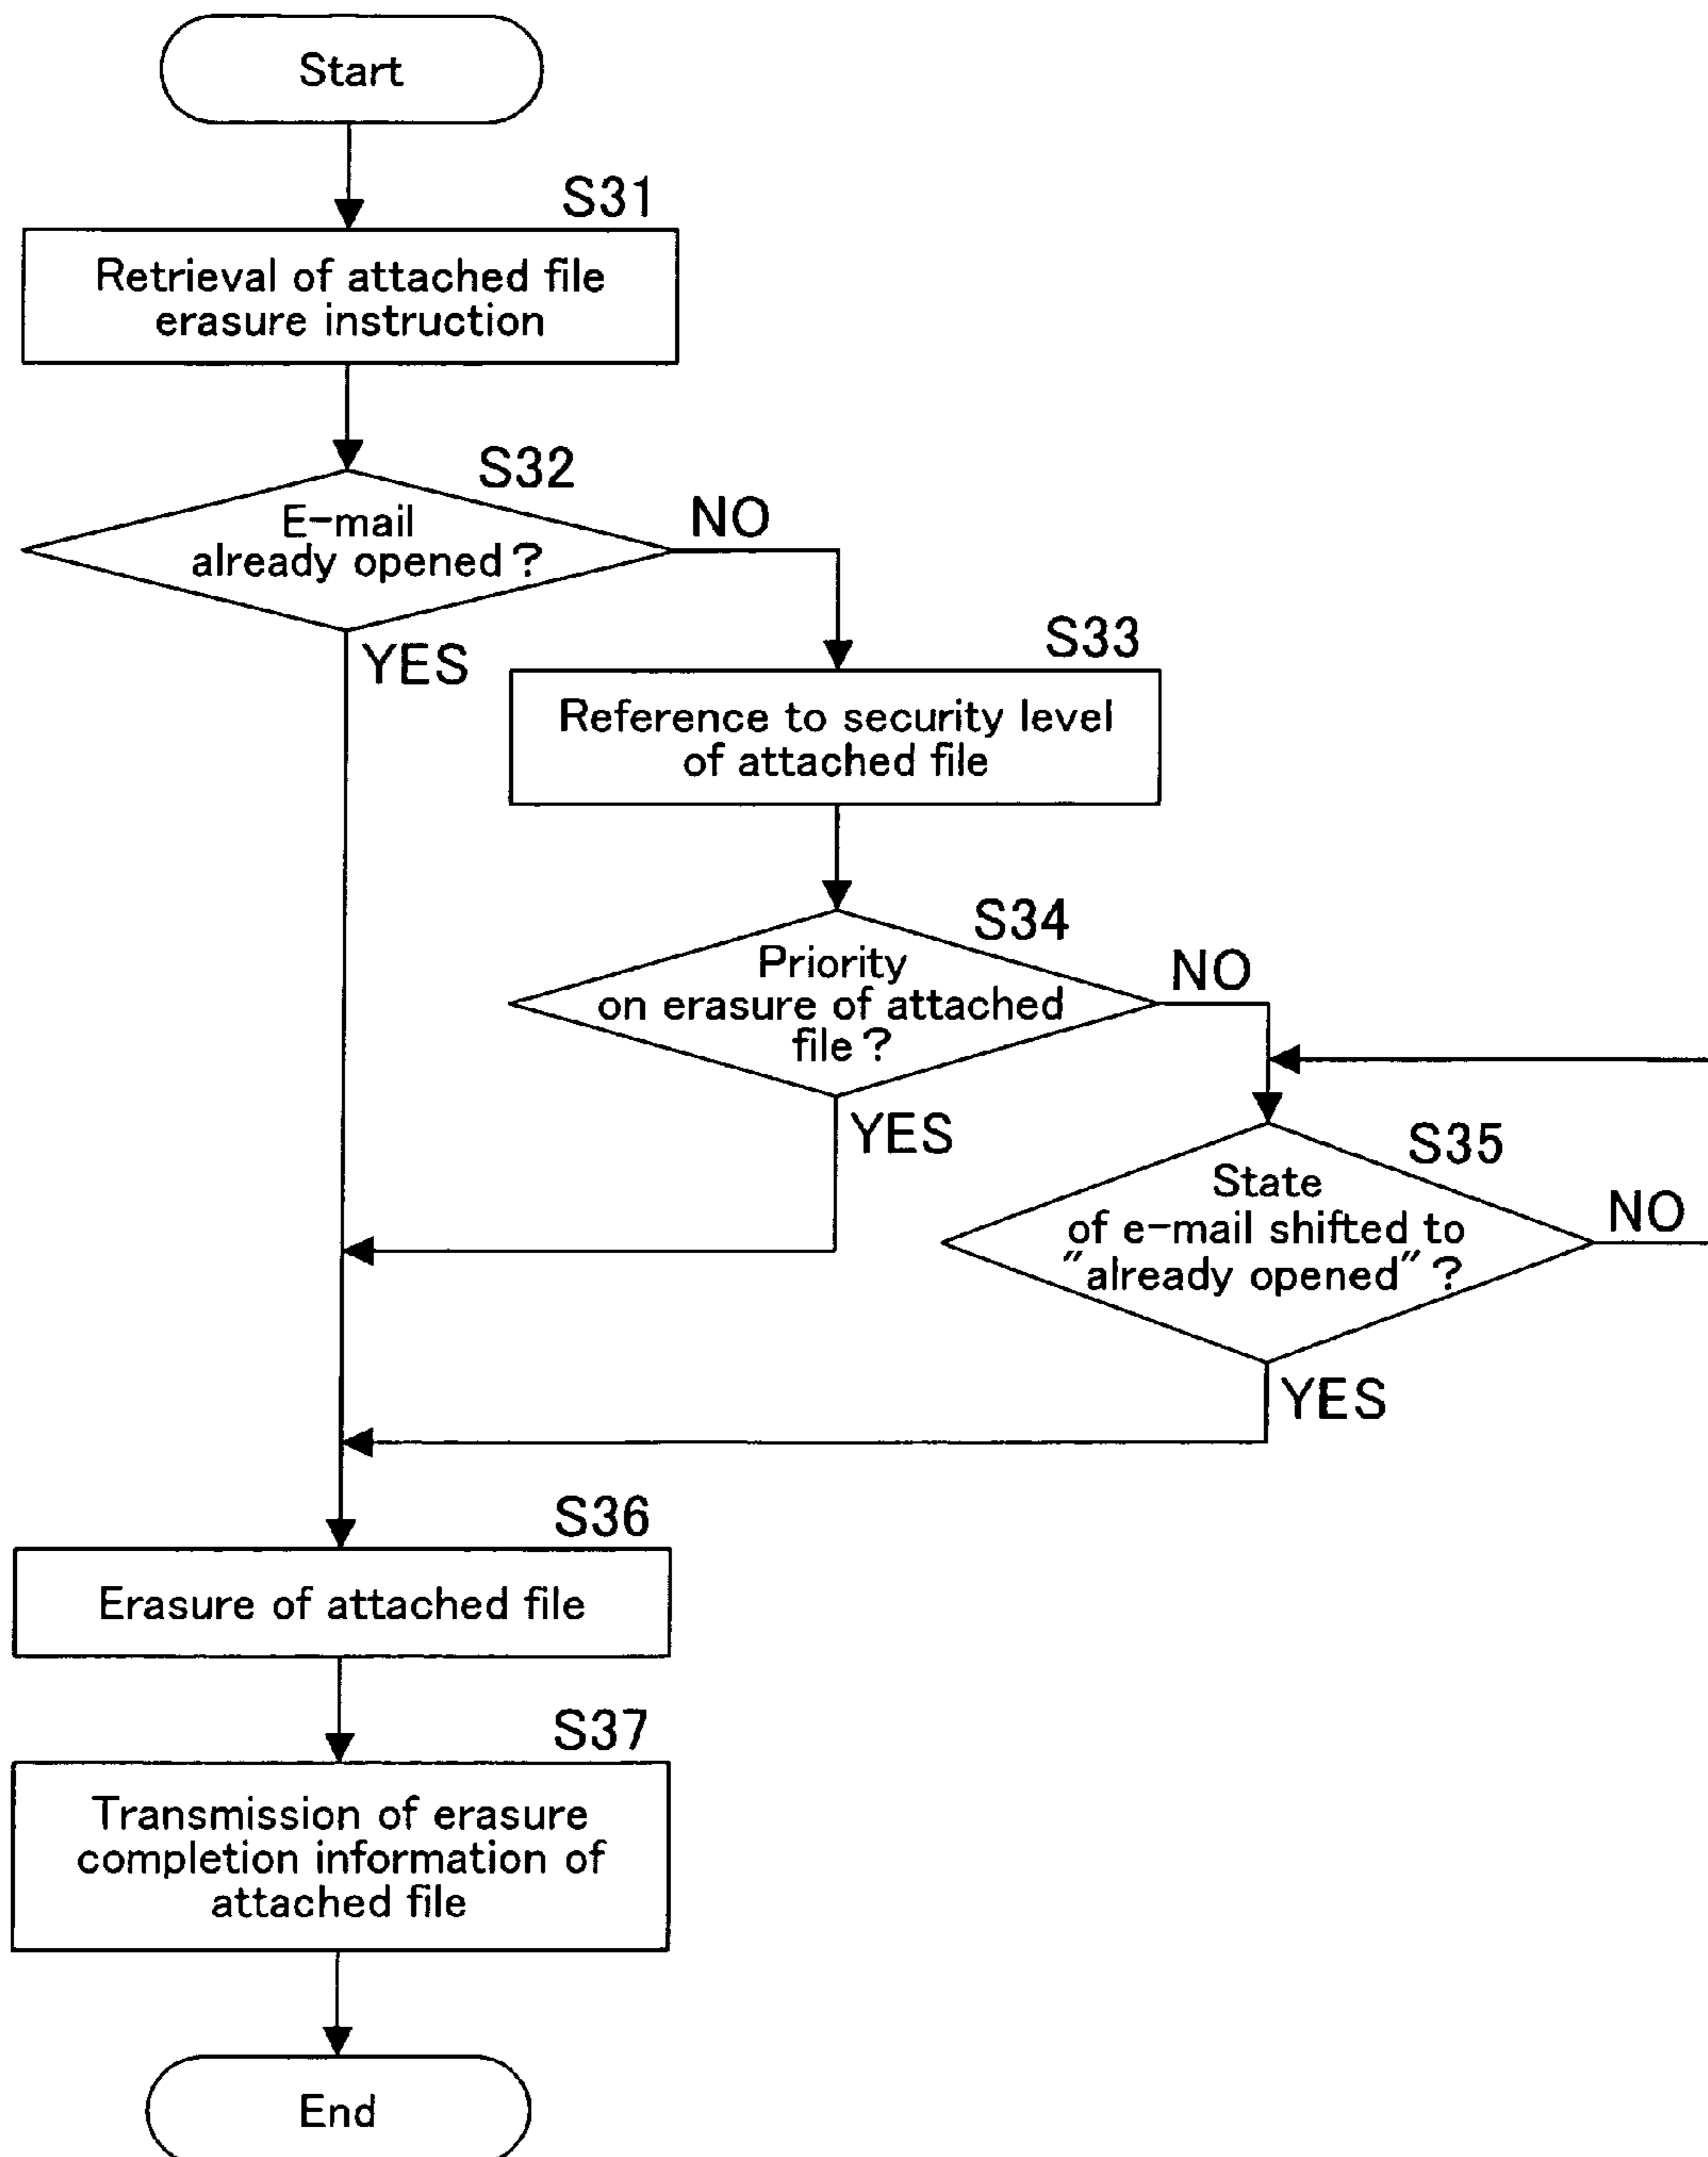 Start
S31
Retrieval of attached file
erasure instruction
S32
E-mail
already opened?
NO
YES
S33
Reference to security level
of attached file
S34
Priority
on erasure of attached
file?
NO
YES
S35
State
of e-mail shifted to
"already opened"?
NO
YES
S36
Erasure of attached file
S37
Transmission of erasure
completion information of
attached file
End